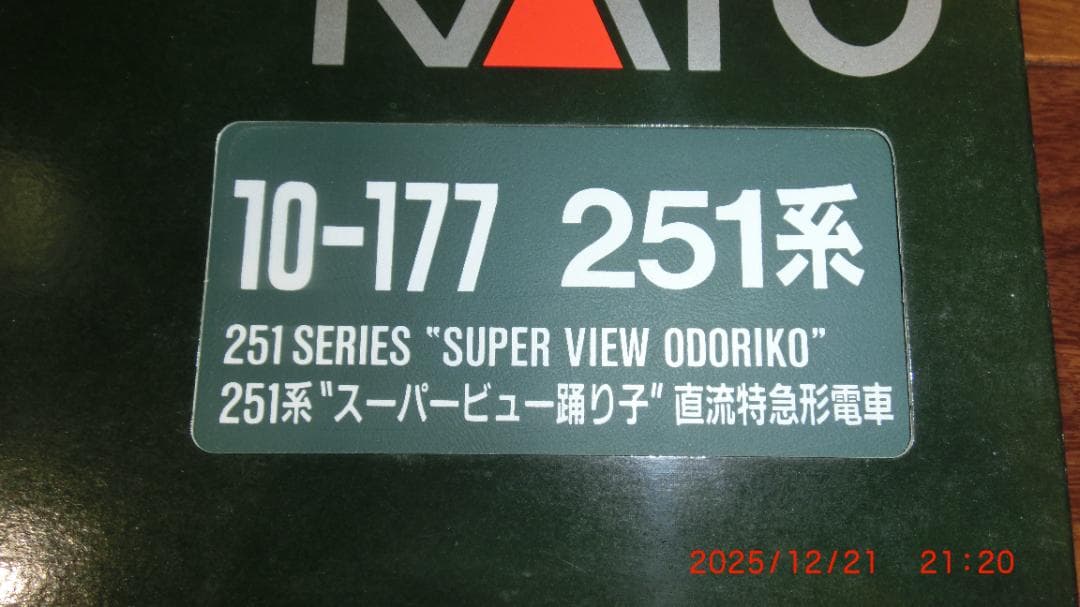 KATO
10-177 251系
251 SERIES "SUPER VIEW ODORIKO"
251系"スーパービュー踊り子" 直流特急形電車
2025/12/21 21:20